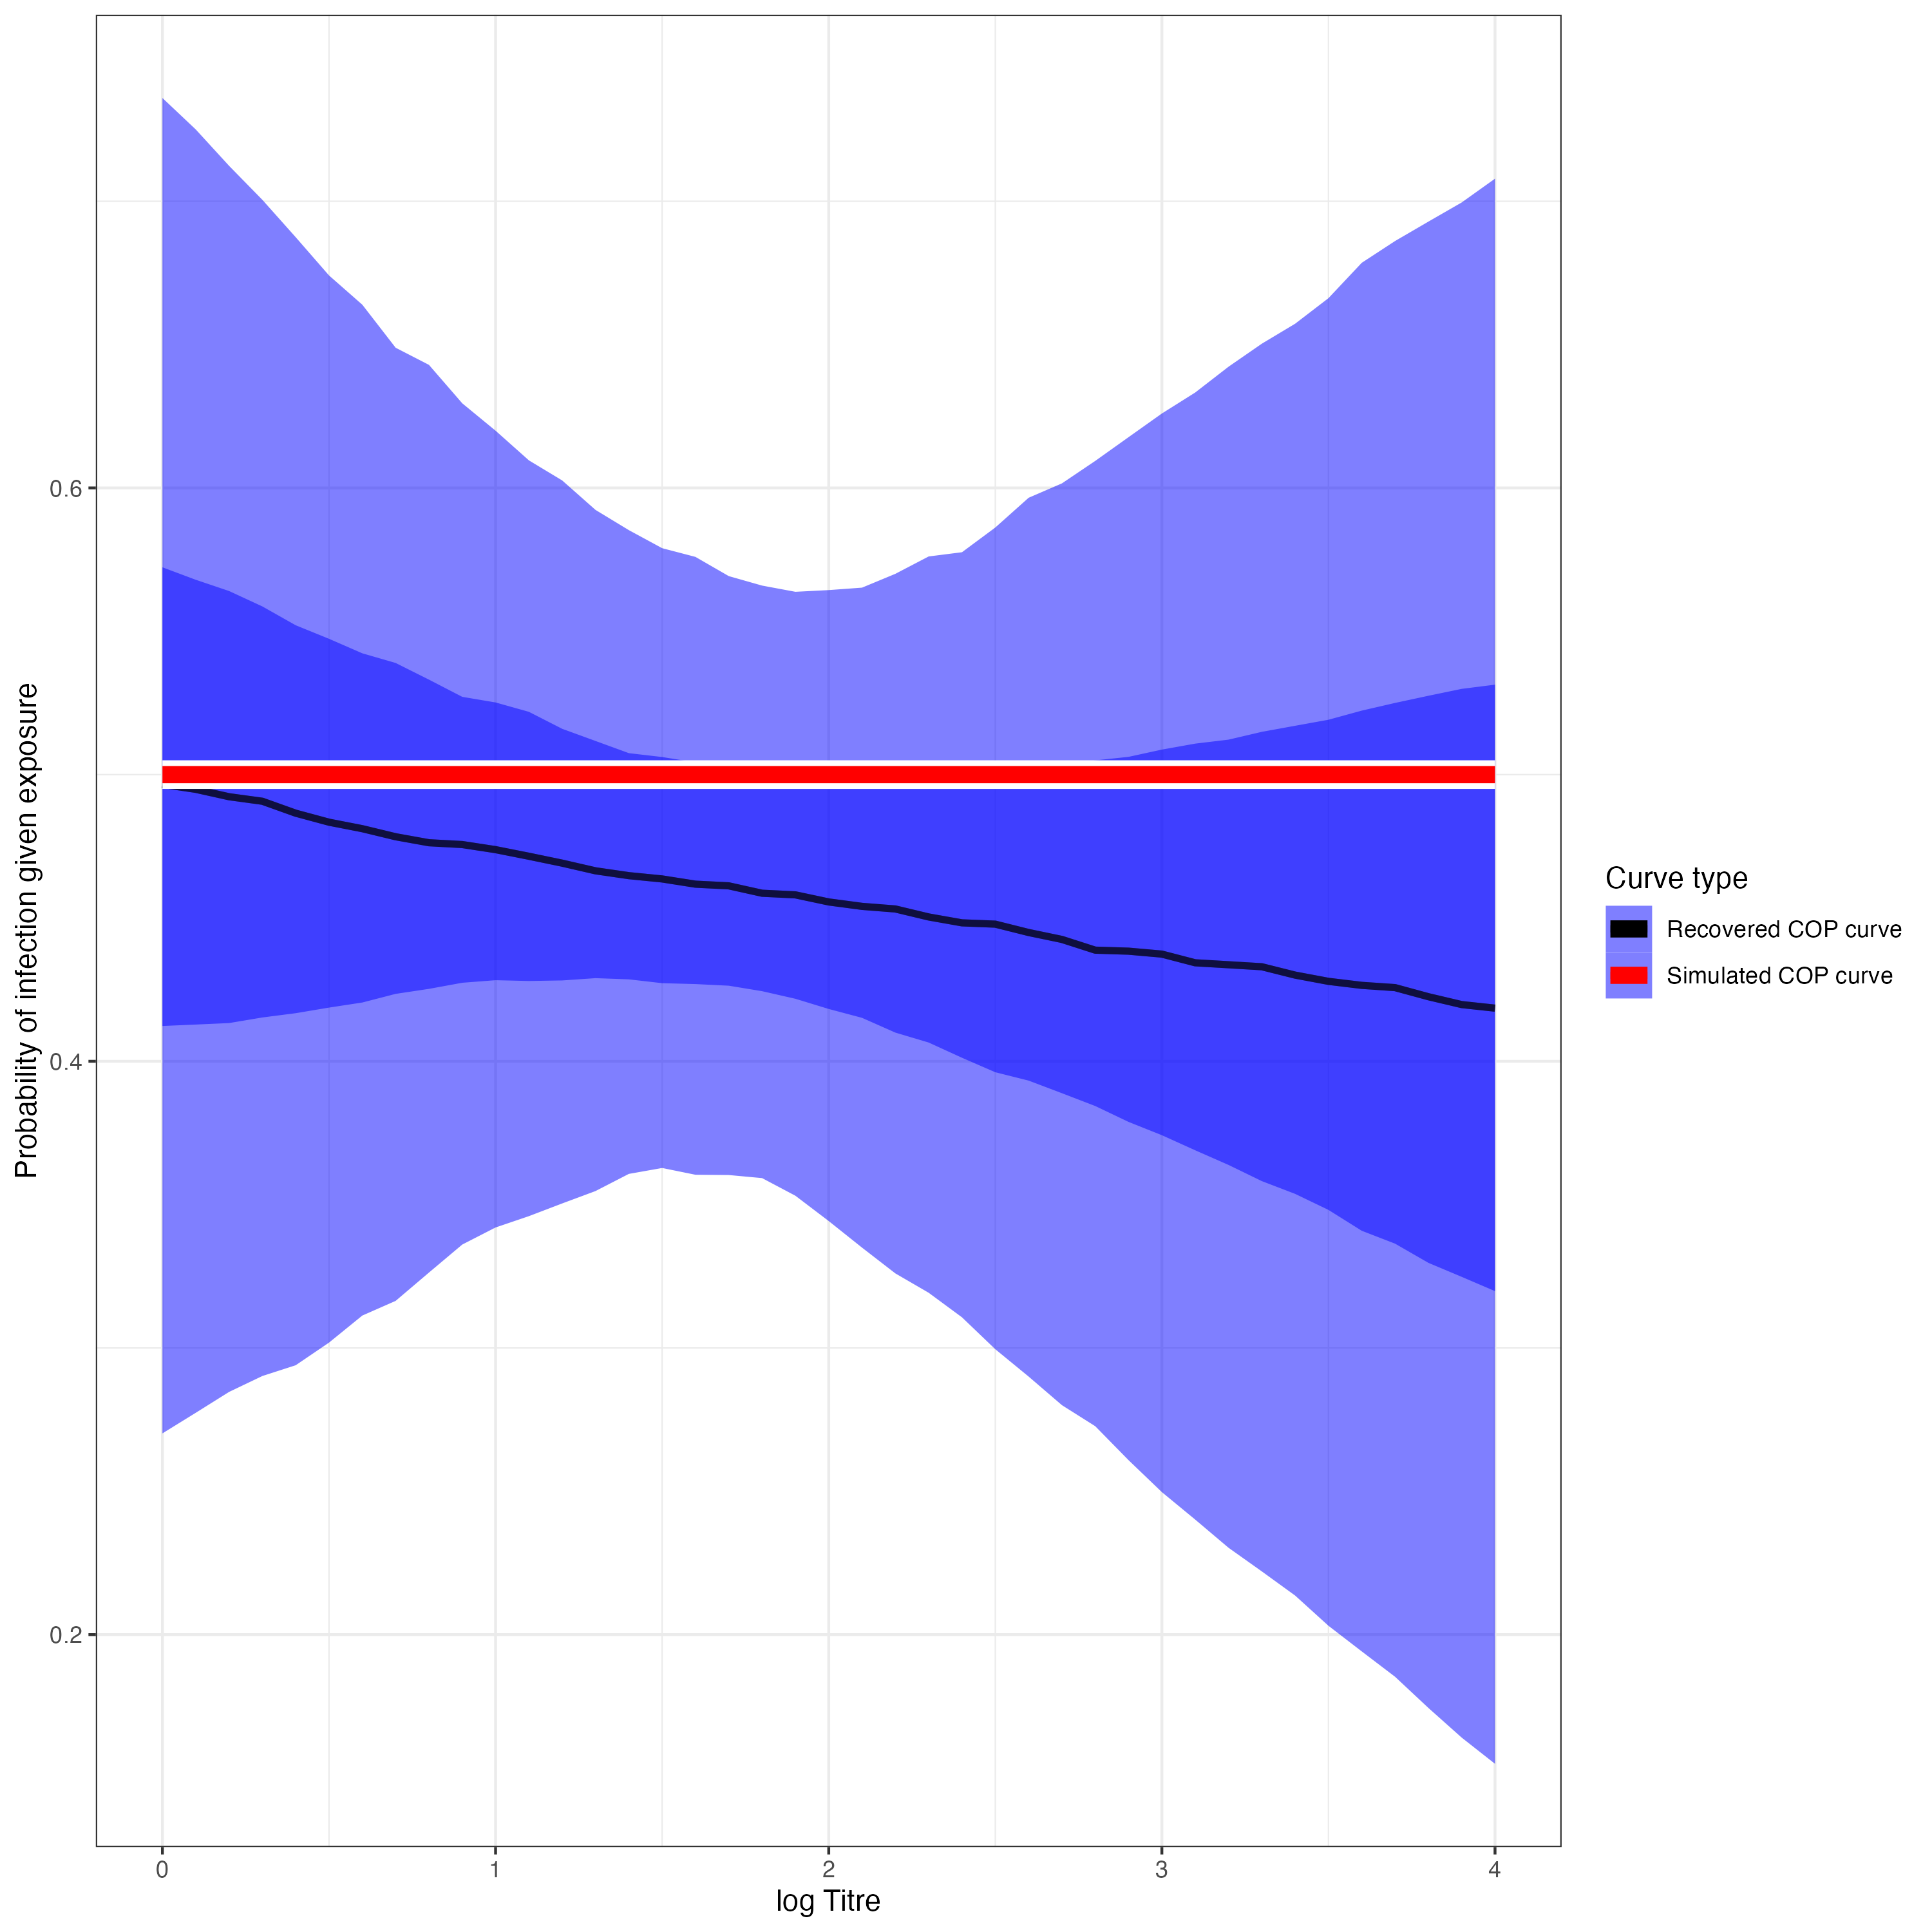 Probability of infection given exposure
0.6
0.4
0.2
0
1
2
3
4
log Titre
Curve type
Recovered COP curve
Simulated COP curve